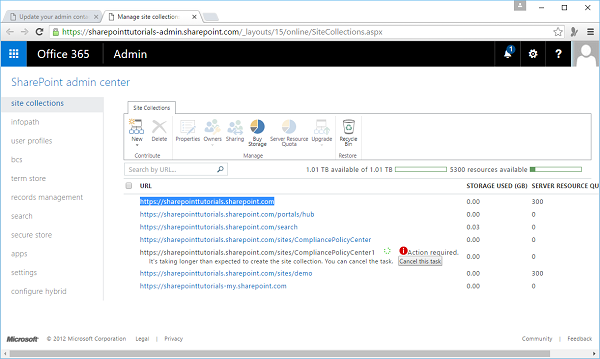 Update your admin cont
Manage site collections
https://sharepointtutorials-admin.sharepoint.com/_layouts/15/online/SiteCollections.aspx
Office 365
Admin
1
?
SharePoint admin center
site collections
infopath
user profiles
bcs
term store
records management
search
secure store
apps
settings
configure hybrid
Site Collections
New
Delete
Properties
Owners
Sharing
Buy Storage
Server Resource Quota
Upgrade
Recycle Bin
Contribute
Manage
Restore
Search by URL...
1.01 TB available of 1.01 TB
5300 resources available
URL
STORAGE USED (GB)
SERVER RESOURCE QU
https://sharepointtutorials.sharepoint.com
0.00
300
https://sharepointtutorials.sharepoint.com/portals/hub
0.00
0
https://sharepointtutorials.sharepoint.com/search
0.03
0
https://sharepointtutorials.sharepoint.com/sites/CompliancePolicyCenter
0.00
0
https://sharepointtutorials.sharepoint.com/sites/CompliancePolicyCenter1
Action required.
It's taking longer than expected to create the site collection. You can cancel the task.
Cancel this task
0.00
0
https://sharepointtutorials.sharepoint.com/sites/demo
0.00
300
https://sharepointtutorials-my.sharepoint.com
0.00
0
Microsoft
© 2012 Microsoft Corporation
Legal
|
Privacy
Community
|
Feedback